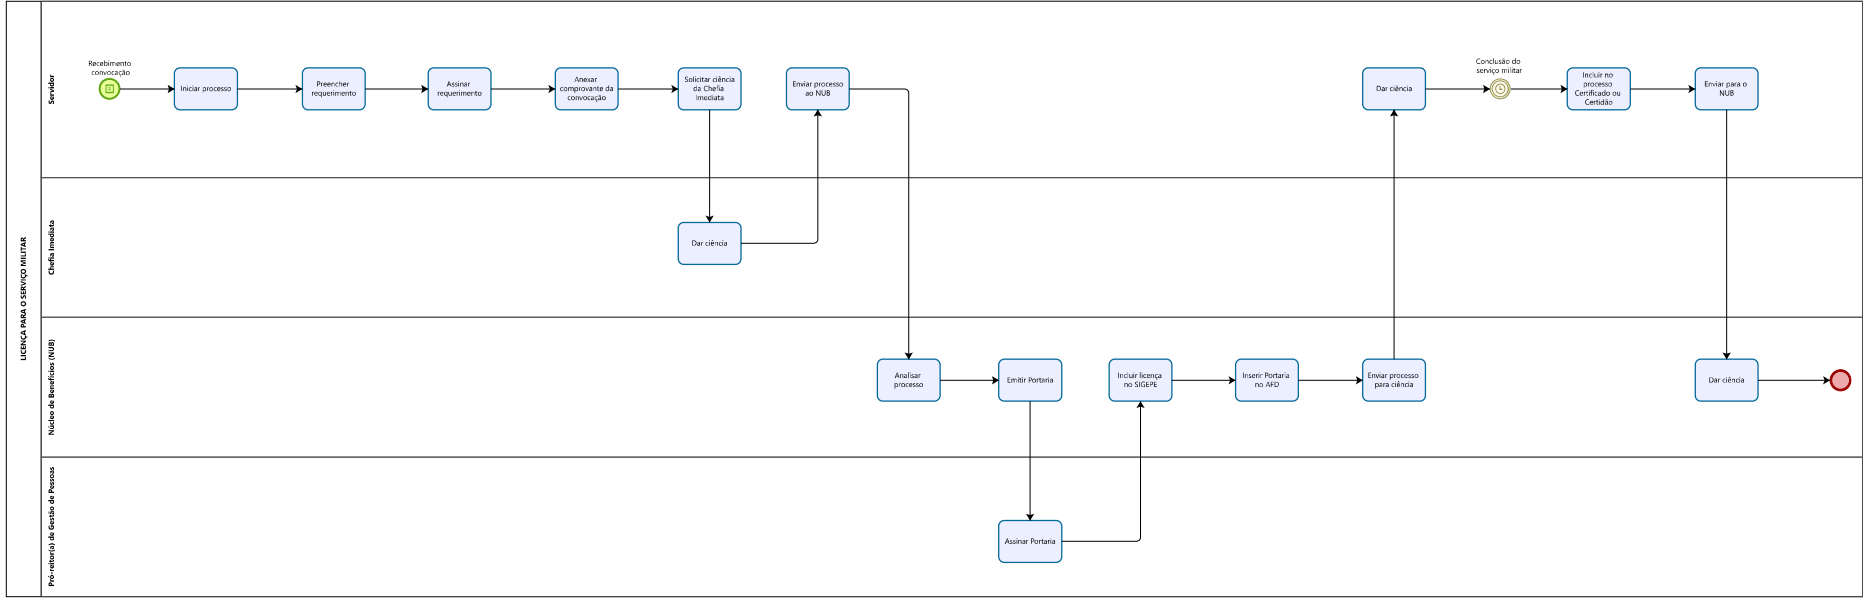 LICENÇA PARA O SERVIÇO MILITAR
Servidor
Recebimento
convocação
Iniciar processo
Preencher
requerimento
Assinar
requerimento
Anexar
comprovante da
convocação
Solicitar ciência
da Chefia
Imediata
Enviar processo
ao NUB
Dar ciência
Conclusão do
serviço militar
Incluir no
processo
Certificado ou
Certidão
Enviar para o
NUB
Chefia Imediata
Dar ciência
Núcleo de Benefícios (NUB)
Analisar
processo
Emitir Portaria
Incluir licença
no SIGEPE
Inserir Portaria
no AFD
Enviar processo
para ciência
Dar ciência
Pró-reitor(a) de Gestão de Pessoas
Assinar Portaria